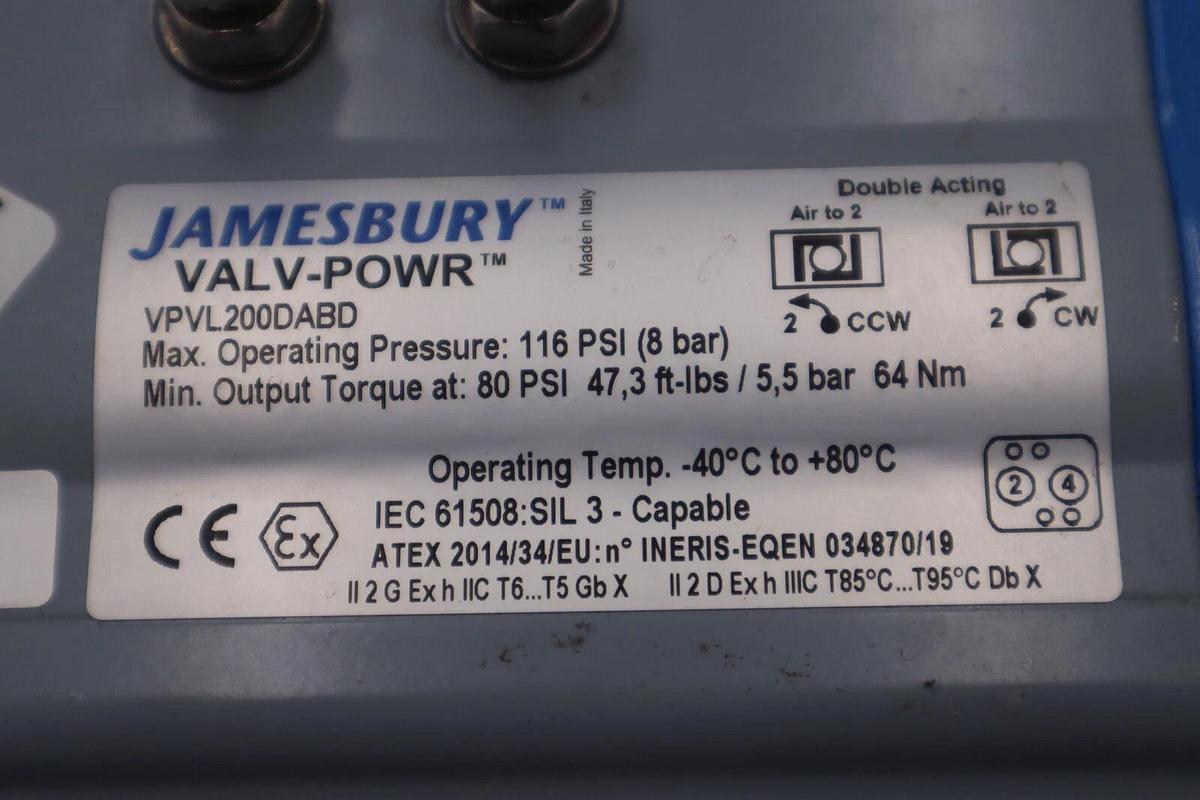 JAMESBURY™
Made in Italy
VALV-POWR™
VPVL200DABD
Max. Operating Pressure: 116 PSI (8 bar)
Min. Output Torque at: 80 PSI 47,3 ft-lbs / 5,5 bar 64 Nm
Double Acting
Air to 2 Air to 2
2 CCW 2 CW
Operating Temp. -40°C to +80°C
2 4
IEC 61508:SIL 3 - Capable
CE Ex
ATEX 2014/34/EU: n° INERIS-EQEN 034870/19
II 2 G Ex h IIC T6...T5 Gb X II 2 D Ex h IIIC T85°C...T95°C Db X